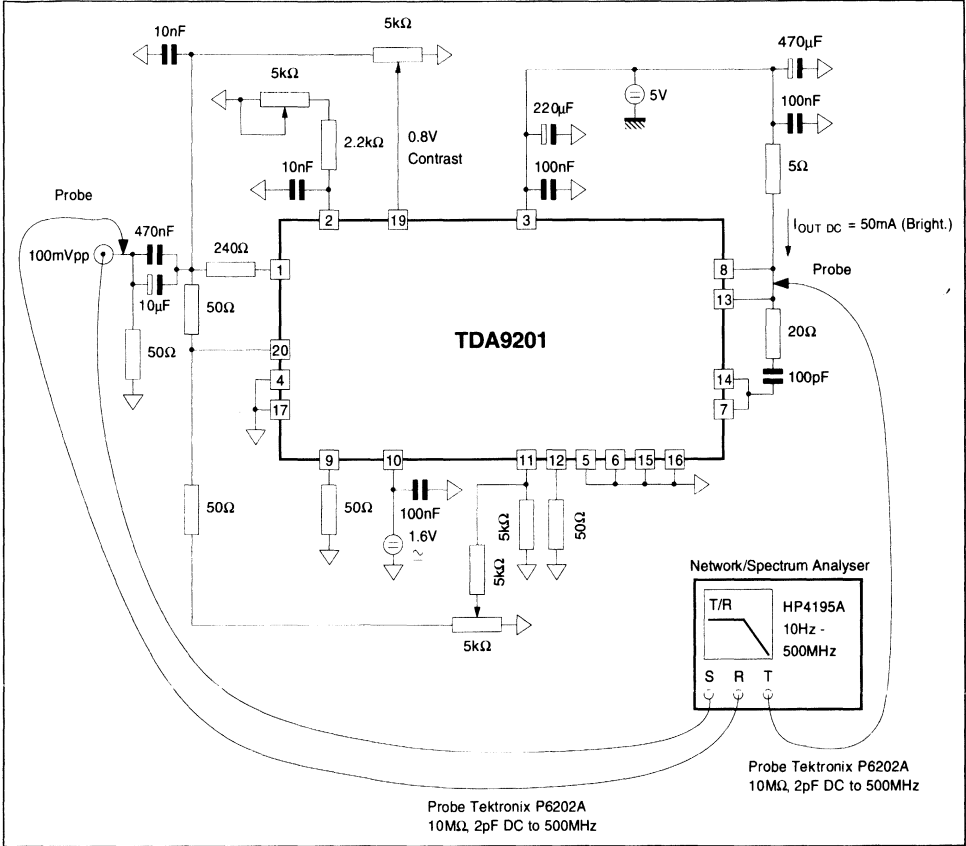 10nF
5kΩ
470µF
5kΩ
5V
220µF
100nF
2.2kΩ
0.8V
Contrast
5Ω
10nF
100nF
Probe
2
19
3
IOUT DC = 50mA (Bright.)
470nF
240Ω
100mVpp
1
8
Probe
10µF
50Ω
13
20Ω
TDA9201
50Ω
20
4
14
100pF
17
7
9
10
11
12
5
6
15
16
50Ω
50Ω
100nF
1.6V
~
5kΩ
50Ω
5kΩ
Network/Spectrum Analyser
T/R
HP4195A
10Hz -
500MHz
5kΩ
S R T
Probe Tektronix P6202A
10MΩ, 2pF DC to 500MHz
Probe Tektronix P6202A
10MΩ, 2pF DC to 500MHz